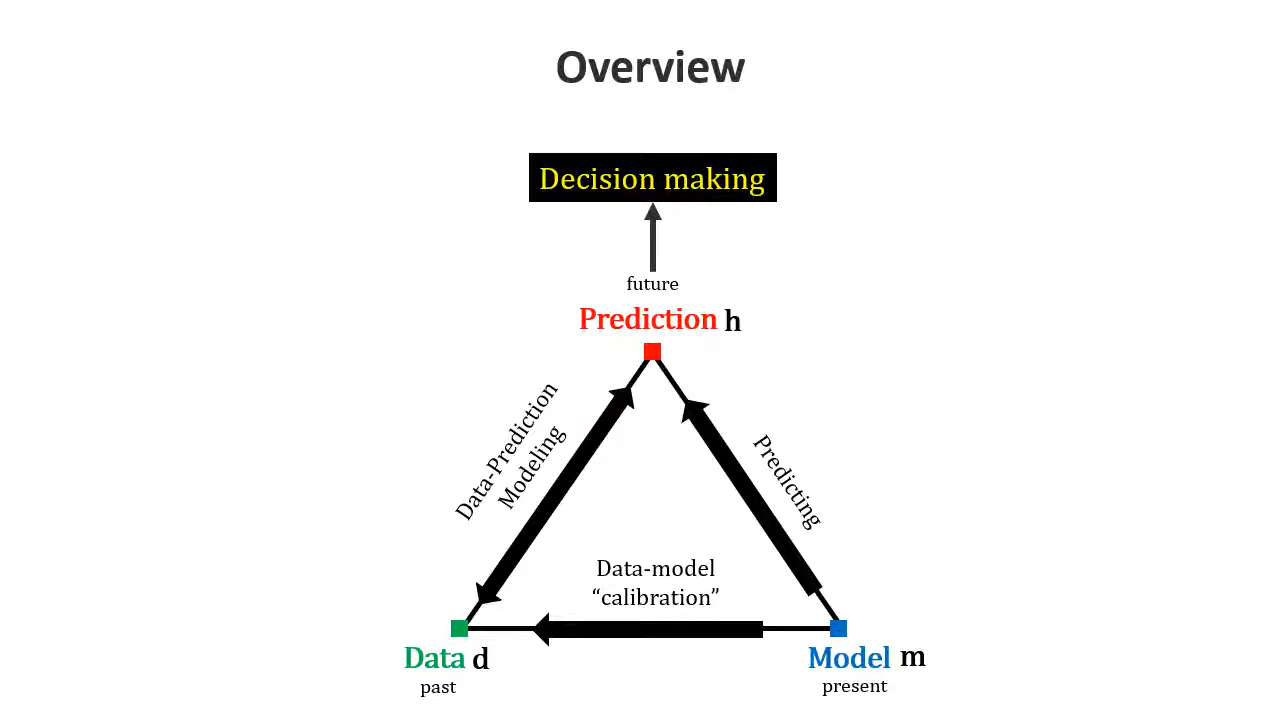 Overview
Decision making
future
Prediction h
Data-Prediction
Modeling
Predicting
Data-model
“calibration”
Data d
past
Model m
present